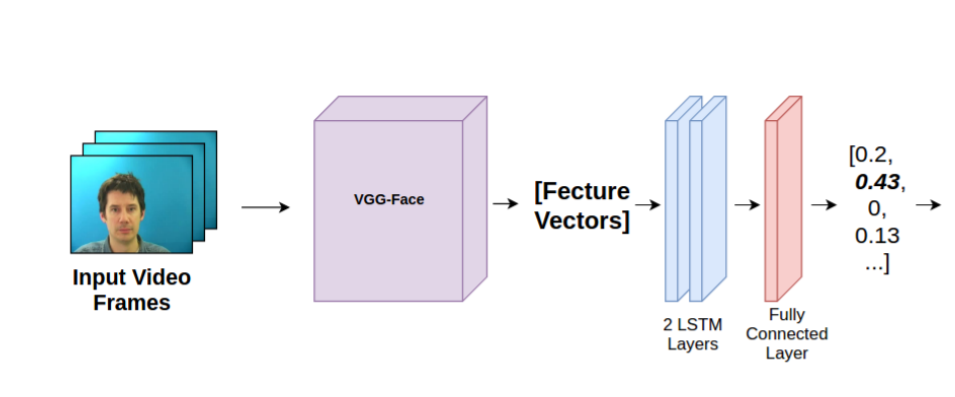 Input Video
Frames
VGG-Face
[Fecture
Vectors]
2 LSTM
Layers
Fully
Connected
Layer
[0.2,
0.43,
0,
0.13
...]